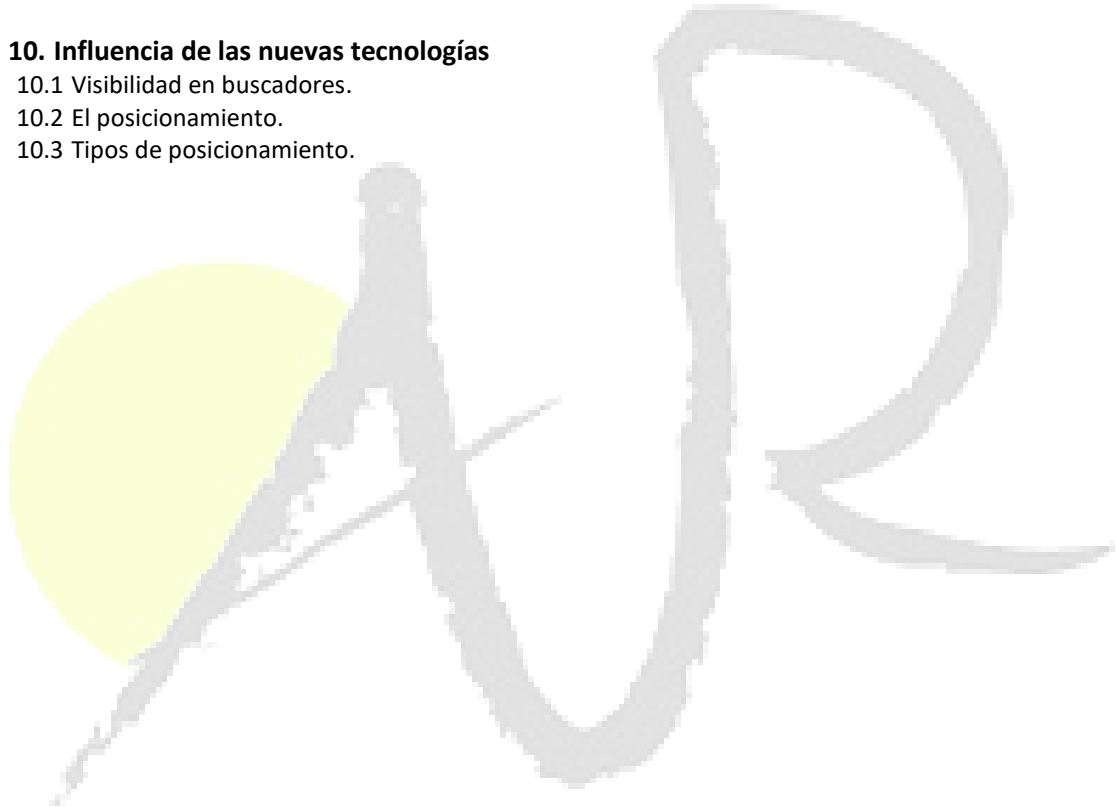 10. Influencia de las nuevas tecnologías
10.1 Visibilidad en buscadores.
10.2 El posicionamiento.
10.3 Tipos de posicionamiento.